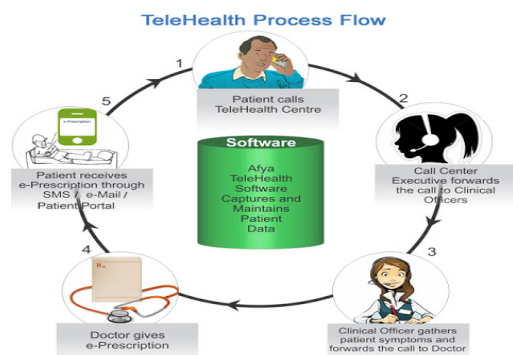 TeleHealth Process Flow
1
Patient calls
TeleHealth Centre
2
Call Center
Executive forwards
the call to Clinical
Officers
3
Clinical Officer gathers
patient symptoms and
forwards the call to Doctor
4
Doctor gives
e-Prescription
5
e-Prescription
Patient receives
e-Prescription through
SMS / e-Mail /
Patient Portal
Software
Afya
TeleHealth
Software
Captures and
Maintains
Patient
Data
Rx